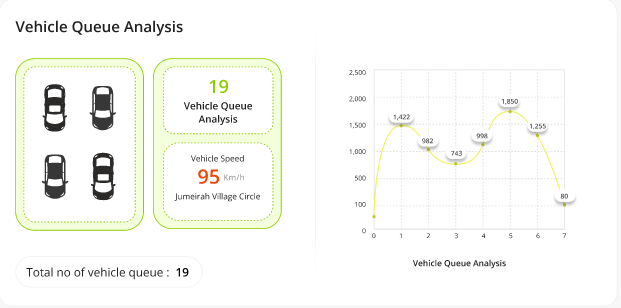 Vehicle Queue Analysis
19
Vehicle Queue
Analysis
Vehicle Speed
95 Km/h
Jumeirah Village Circle
Total no of vehicle queue : 19
2,500
2,000
1,500
1,000
500
100
0
1,422
982
743
998
1,850
1,255
80
0 1 2 3 4 5 6 7
Vehicle Queue Analysis